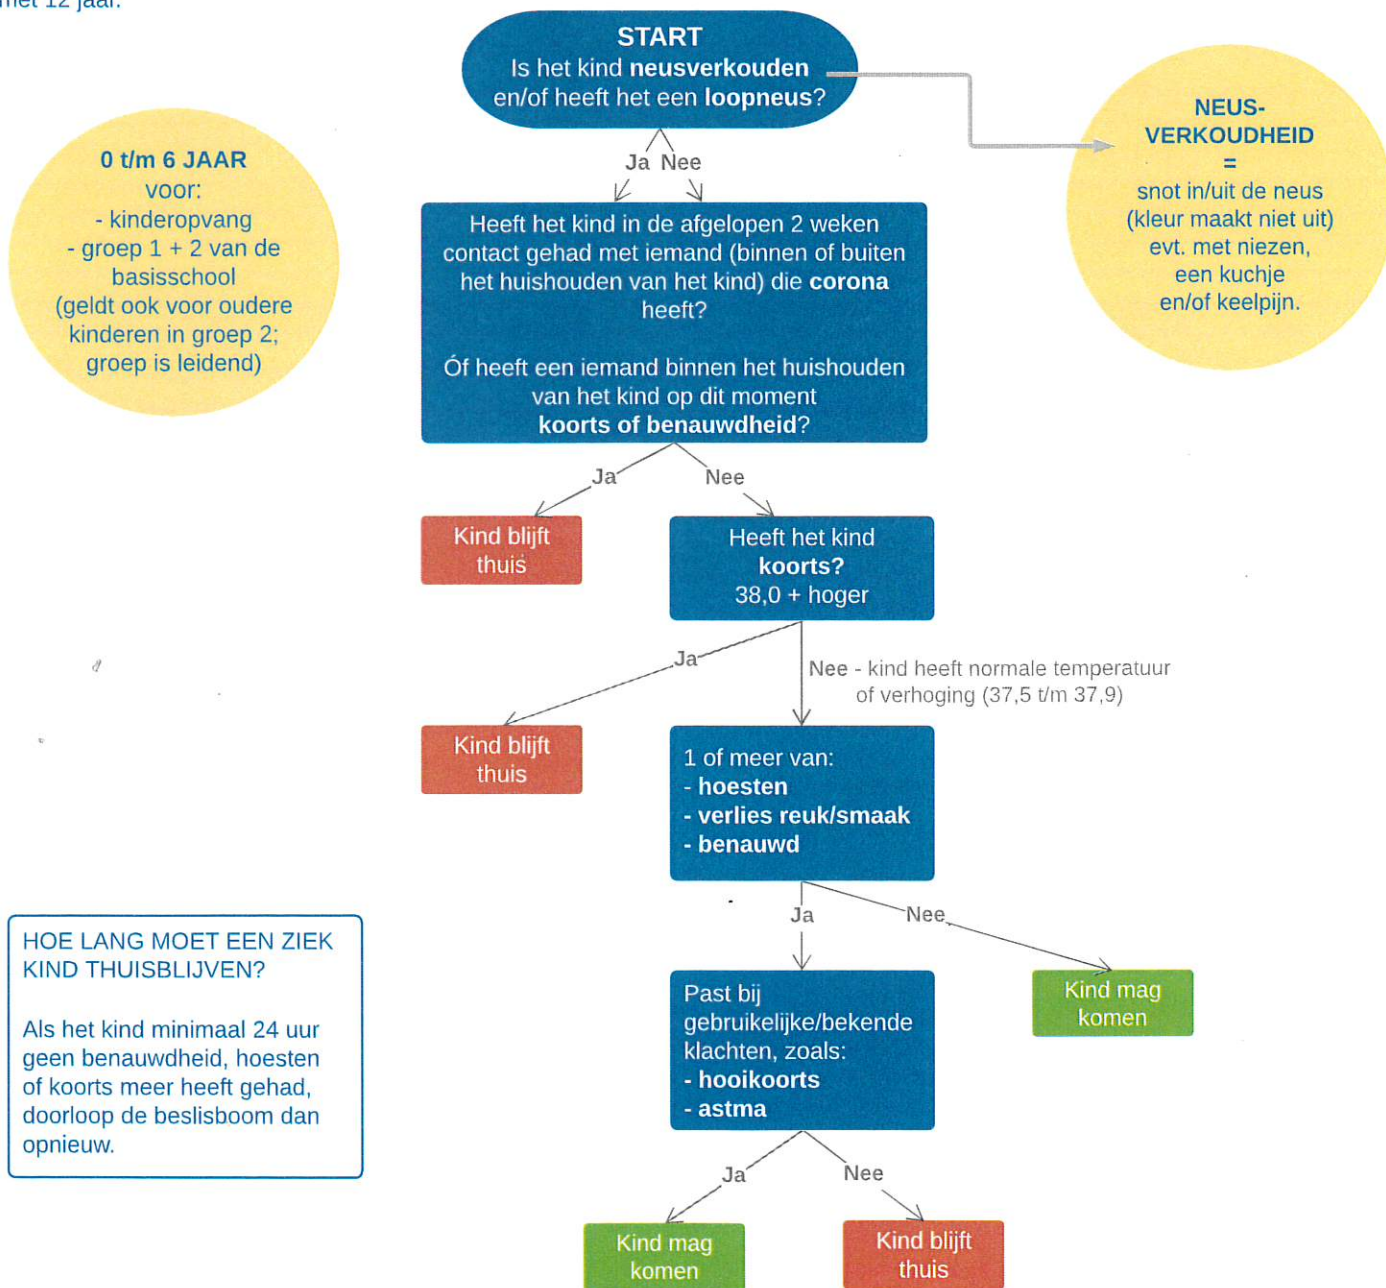 met 12 jaar.
START
Is het kind neusverkouden
en/of heeft het een loopneus?
NEUS-
VERKOUDHEID
=
snot in/uit de neus
(kleur maakt niet uit)
evt. met niezen,
een kuchje
en/of keelpijn.
0 t/m 6 JAAR
voor:
- kinderopvang
- groep 1 + 2 van de
basisschool
(geldt ook voor oudere
kinderen in groep 2;
groep is leidend)
Ja Nee
Heeft het kind in de afgelopen 2 weken
contact gehad met iemand (binnen of buiten
het huishouden van het kind) die corona
heeft?
Óf heeft een iemand binnen het huishouden
van het kind op dit moment
koorts of benauwdheid?
Ja
Nee
Kind blijft
thuis
Heeft het kind
koorts?
38,0 + hoger
Ja
Nee - kind heeft normale temperatuur
of verhoging (37,5 t/m 37,9)
Kind blijft
thuis
1 of meer van:
- hoesten
- verlies reuk/smaak
- benauwd
Ja
Nee
Kind mag
komen
Past bij
gebruikelijke/bekende
klachten, zoals:
- hooikoorts
- astma
HOE LANG MOET EEN ZIEK
KIND THUISBLIJVEN?
Als het kind minimaal 24 uur
geen benauwdheid, hoesten
of koorts meer heeft gehad,
doorloop de beslisboom dan
opnieuw.
Ja
Nee
Kind mag
komen
Kind blijft
thuis